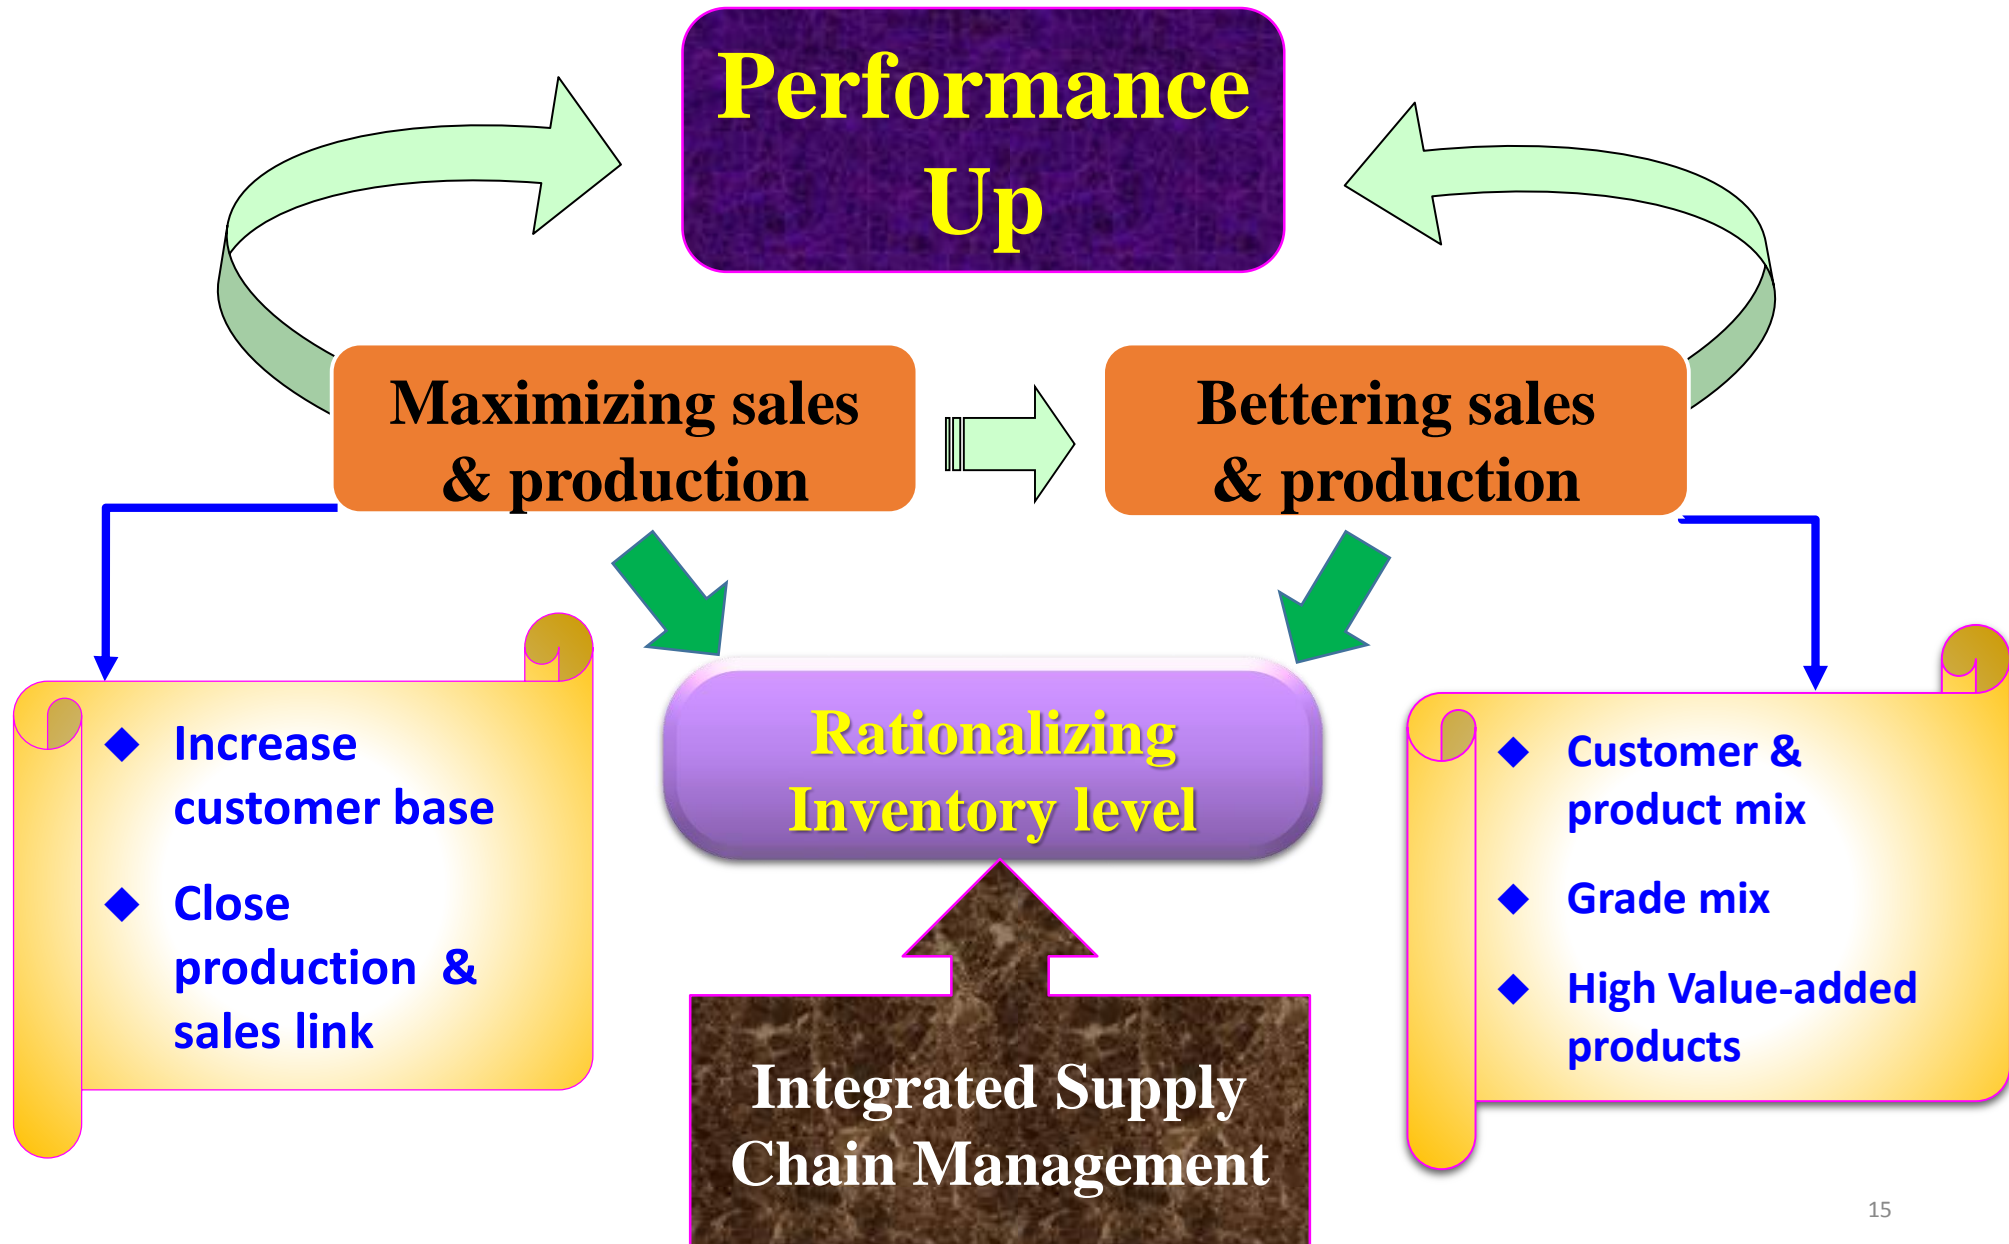 Performance
Up
Maximizing sales
& production
Bettering sales
& production
◆ Increase
customer base
◆ Close
production & 
sales link
Rationalizing
Inventory level
◆ Customer &
product mix
◆ Grade mix
◆ High Value-added
products
Integrated Supply
Chain Management
15